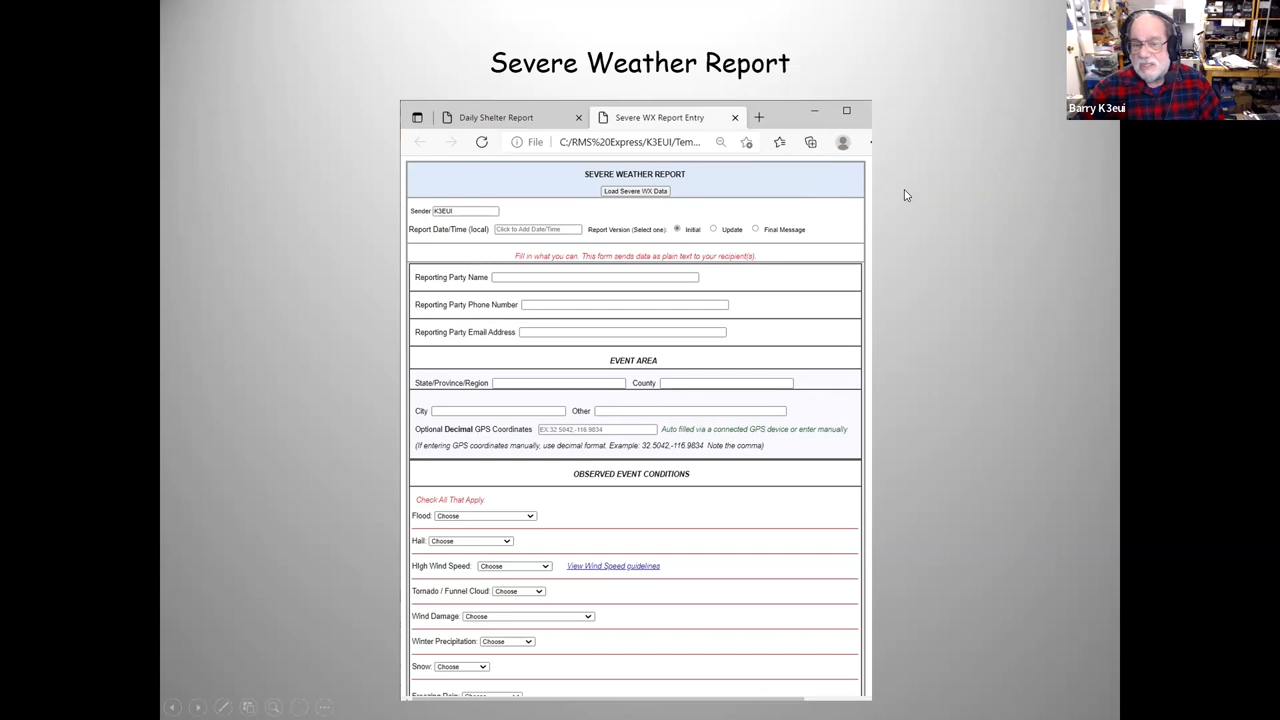 Severe Weather Report
Barry K3eui
Daily Shelter Report
Severe WX Report Entry
File C:/RMS%20Express/K3EUI/Tem...
SEVERE WEATHER REPORT
Load Severe WX Data
Sender K3EUI
Report Date/Time (local) Click to Add Date/Time Report Version (Select one): Initial Update Final Message
Fill in what you can. This form sends data as plain text to your recipient(s).
Reporting Party Name
Reporting Party Phone Number
Reporting Party Email Address
EVENT AREA
State/Province/Region County
City Other
Optional Decimal GPS Coordinates EX:32.5042,-116.9834 Auto filled via a connected GPS device or enter manually
(If entering GPS coordinates manually, use decimal format. Example: 32.5042,-116.9834 Note the comma)
OBSERVED EVENT CONDITIONS
Check All That Apply.
Flood: Choose
Hail: Choose
High Wind Speed: Choose View Wind Speed guidelines
Tornado / Funnel Cloud: Choose
Wind Damage: Choose
Winter Precipitation: Choose
Snow: Choose
Freezing Rain: Choose